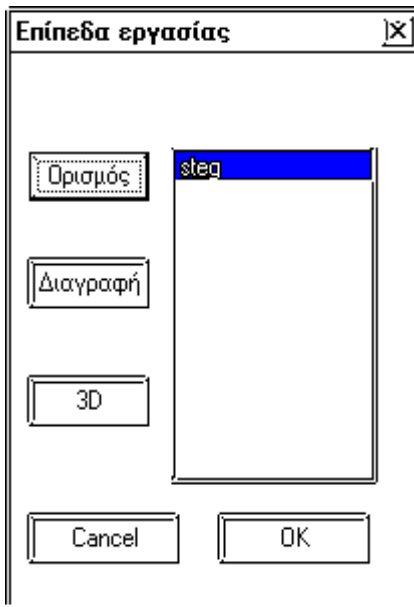 Επίπεδα εργασίας
Ορισμός
steg
Διαγραφή
3D
Cancel
OK